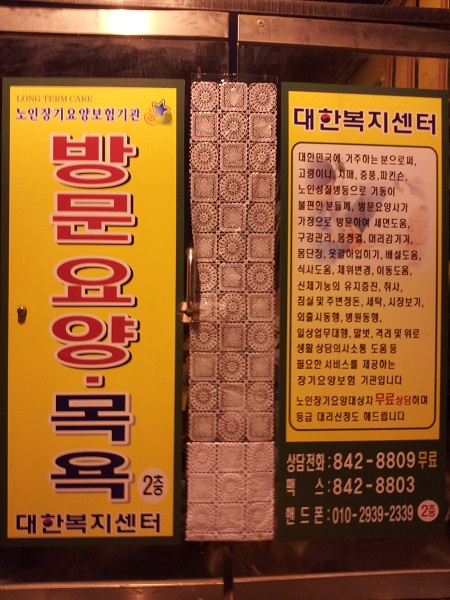 LONG TERM CARE
노인장기요양보험기관
방문요양·목욕
2층
대한복지센터
대한복지센터
대한민국에 거주하는 분으로써,
고령이나, 치매, 중풍, 파킨슨,
노인성질병등으로 거동이
불편한 분들께, 방문요양사가
가정으로 방문하여 세면도움,
구강관리, 몸청결, 머리감기기,
몸단장, 옷갈아입히기, 배설도움,
식사도움, 체위변경, 이동도움,
신체기능의 유지증진, 취사,
침실 및 주변정돈, 세탁, 시장보기,
외출시동행, 병원동행,
일상업무대행, 말벗, 격려 및 위로
생활상담의사소통 도움 등
필요한 서비스를 제공하는
장기요양보험 기관입니다
노인장기요양대상자 무료상담하며
등급 대리신청도 해드립니다
상담전화:842-8809무료
팩 스:842-8803
핸드폰:010-2939-2339 2층